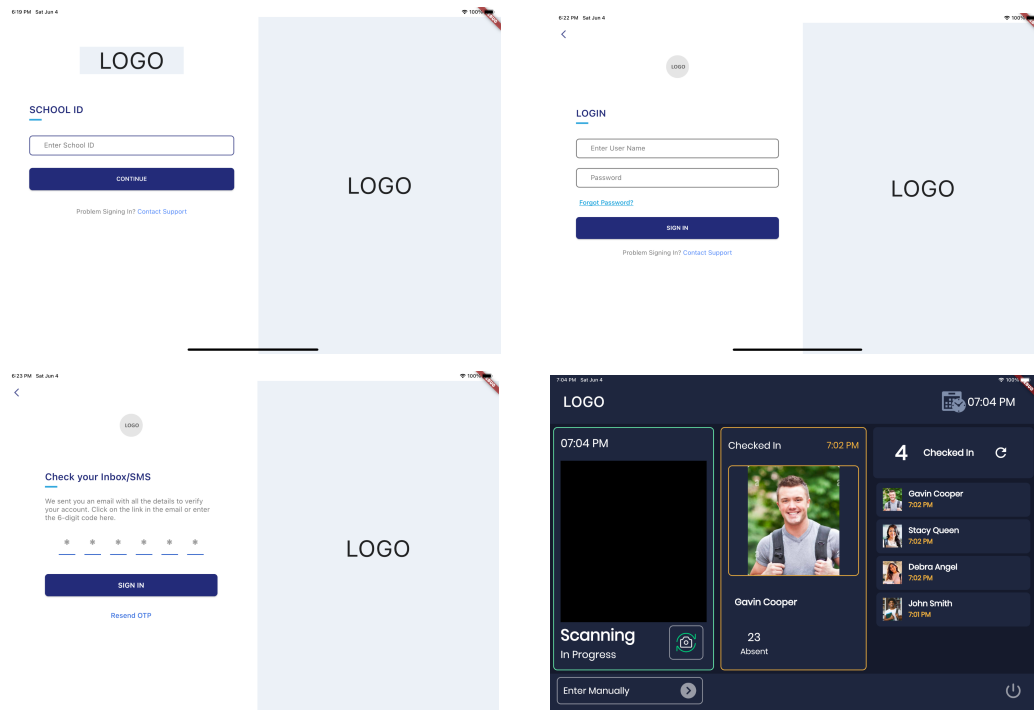 6:19 PM Sat Jun 4
100%
LOGO
SCHOOL ID
Enter School ID
CONTINUE
Problem Signing In? Contact Support
LOGO
6:22 PM Sat Jun 4
100%
LOGO
LOGIN
Enter User Name
Password
Forgot Password?
SIGN IN
Problem Signing In? Contact Support
LOGO
6:23 PM Sat Jun 4
100%
LOGO
Check your Inbox/SMS
We sent you an email with all the details to verify
your account. Click on the link in the email or enter
the 6-digit code here.
* * * * * *
SIGN IN
Resend OTP
LOGO
7:04 PM Sat Jun 4
100%
LOGO
07:04 PM
07:04 PM
Scanning
In Progress
Checked In 7:02 PM
Gavin Cooper
23
Absent
4 Checked In
Gavin Cooper
7:02 PM
Stacy Queen
7:02 PM
Debra Angel
7:02 PM
John Smith
7:01 PM
Enter Manually